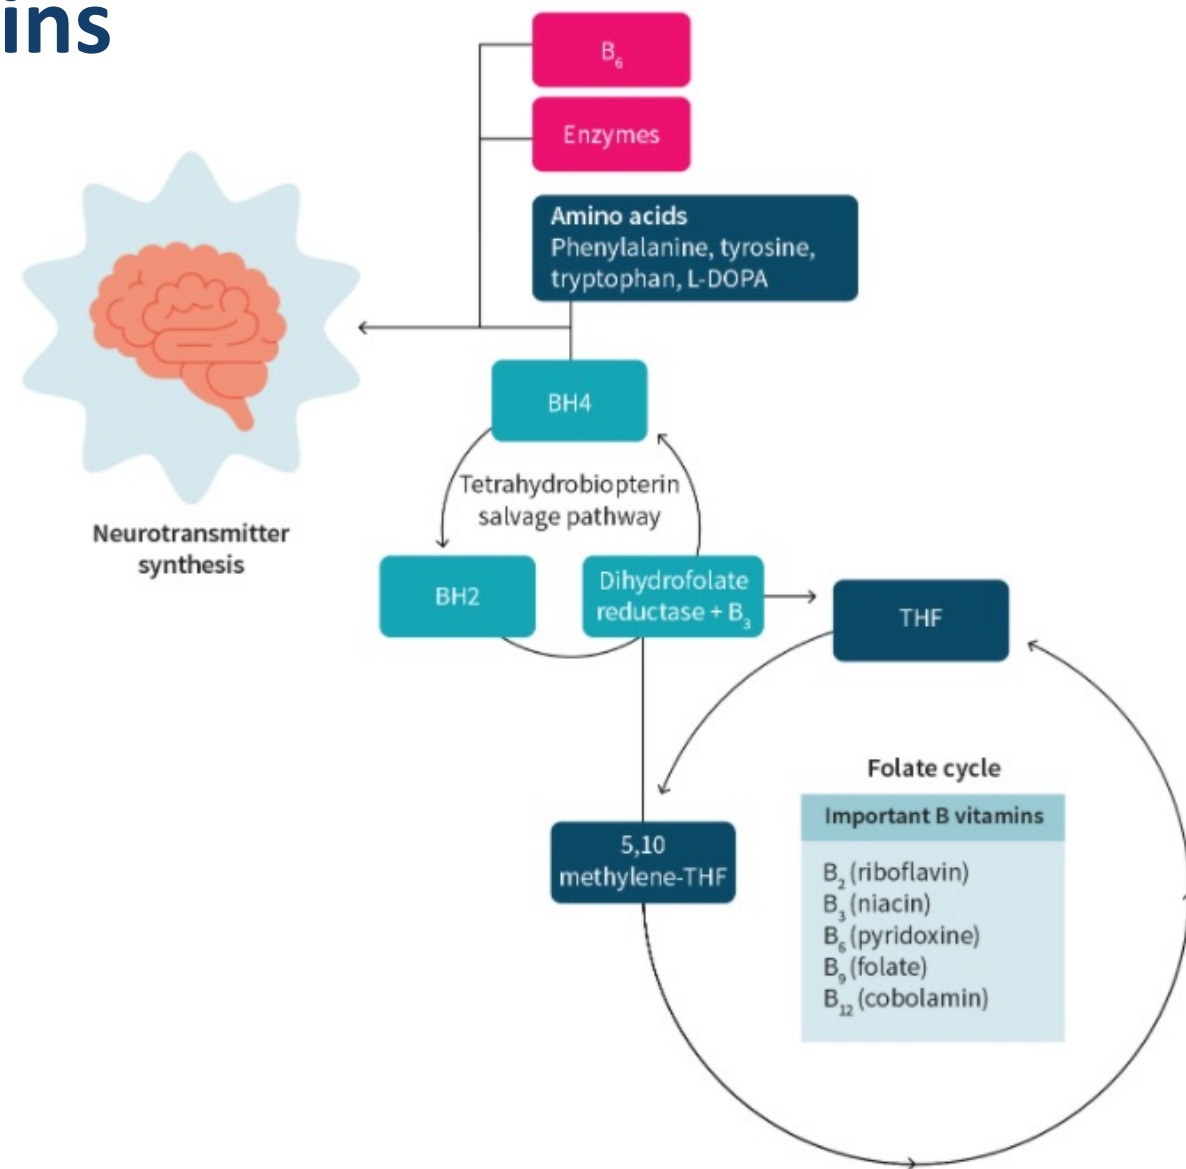 ins
B₆
Enzymes
Amino acids
Phenylalanine, tyrosine,
tryptophan, L-DOPA
BH4
Tetrahydrobiopterin
salvage pathway
Neurotransmitter
synthesis
BH2
Dihydrofolate
reductase + B₃
THF
Folate cycle
Important B vitamins
B₂ (riboflavin)
B₃ (niacin)
B₆ (pyridoxine)
B₉ (folate)
B₁₂ (cobolamin)
5,10
methylene-THF